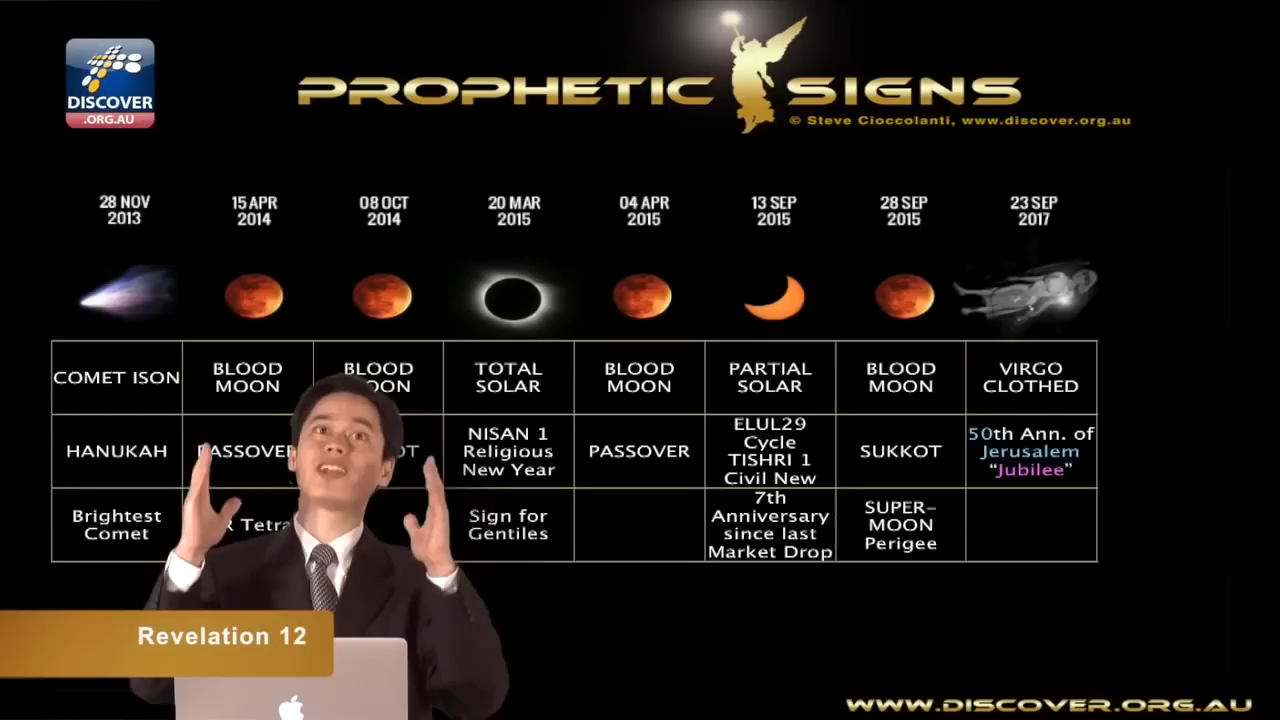 DISCOVER
.ORG.AU
PROPHETIC SIGNS
© Steve Cioccolanti, www.discover.org.au
28 NOV 2013
15 APR 2014
08 OCT 2014
20 MAR 2015
04 APR 2015
13 SEP 2015
28 SEP 2015
23 SEP 2017
COMET ISON
BLOOD MOON
BLOOD
TOTAL SOLAR
BLOOD MOON
PARTIAL SOLAR
BLOOD MOON
VIRGO CLOTHED
HANUKAH
PASSOVER
NISAN 1 Religious New Year
PASSOVER
ELUL29 Cycle TISHRI 1 Civil New
SUKKOT
50th Ann. of Jerusalem "Jubilee"
Brightest Comet
Sign for Gentiles
7th Anniversary since last Market Drop
SUPER-MOON Perigee
Revelation 12
WWW.DISCOVER.ORG.AU